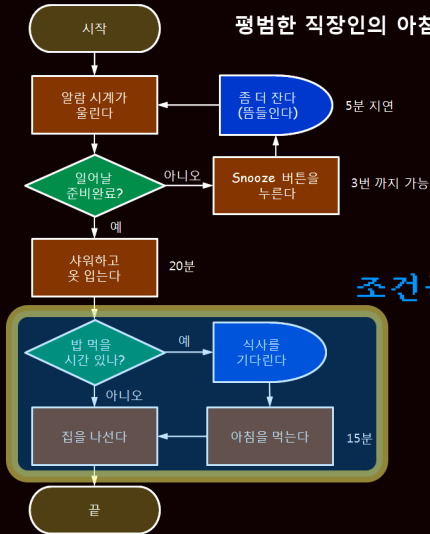 평범한 직장인의 아침
시작
알람 시계가
울린다
좀 더 잔다
(뜸들인다)
5분 지연
일어날
준비완료?
아니오
Snooze 버튼을
누른다
3번 까지 가능
예
샤워하고
옷 입는다
20분
조건
밥 먹을
시간 있나?
예
식사를
기다린다
아니오
집을 나선다
아침을 먹는다
15분
끝